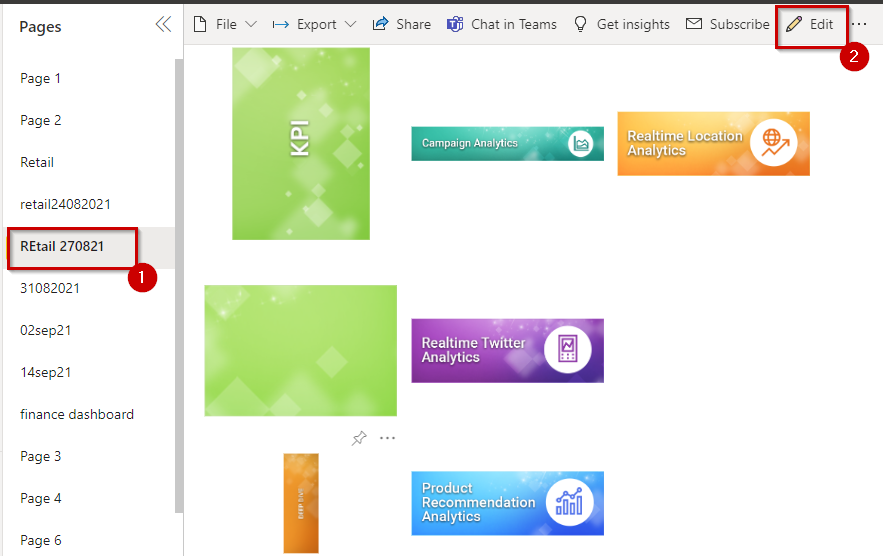 Pages
File
Export
Share
Chat in Teams
Get insights
Subscribe
Edit
2
Page 1
Page 2
Retail
retail24082021
REtail 270821
1
31082021
02sep21
14sep21
finance dashboard
Page 3
Page 4
Page 6
KPI
Campaign Analytics
Realtime Location
Analytics
Realtime Twitter
Analytics
Product
Recommendation
Analytics